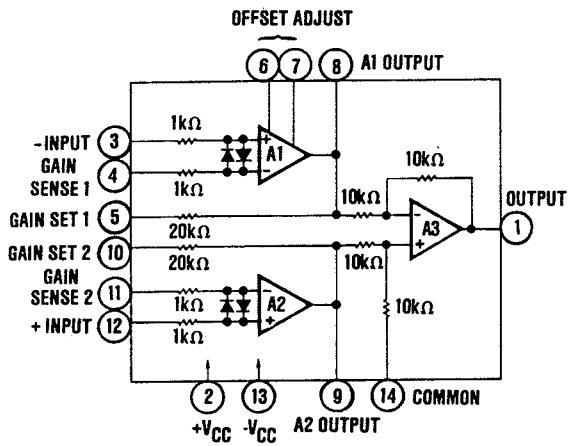 OFFSET ADJUST
6 7 8 A1 OUTPUT
1kΩ
-INPUT 3
+
A1
-
GAIN SENSE 1 4
1kΩ
10kΩ
10kΩ
OUTPUT
GAIN SET 1 5
20kΩ
-
A3
+
1
GAIN SET 2 10
20kΩ
10kΩ
GAIN SENSE 2 11
1kΩ
-
A2
+
10kΩ
+ INPUT 12
1kΩ
2 13 9 14 COMMON
+VCC -VCC A2 OUTPUT